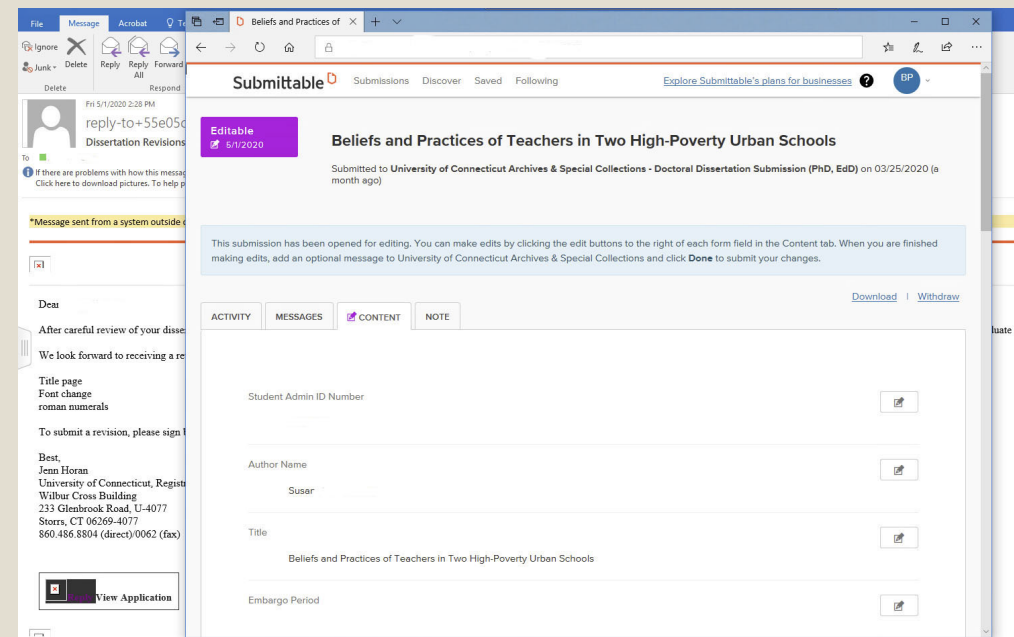 File Message Acrobat
Ignore
Junk
Delete
Reply
Reply All
Forward
Delete
Respond
Fri 5/1/2020 2:28 PM
reply-to+55e05c
Dissertation Revisions
To
If there are problems with how this
Click here to download pictures. To help
*Message sent from a system outside
Dear
After careful review of your
We look forward to receiving a
Title page
Font change
roman numerals
To submit a revision, please sign
Best,
Jenn Horan
University of Connecticut,
Wilbur Cross Building
233 Glenbrook Road, U-4077
Storrs, CT 06269-4077
860.486.8804 (direct)/0062 (fax)
View Application
Beliefs and Practices of
Submittable
Submissions Discover Saved Following
Explore Submittable's plans for businesses
BP
Editable
5/1/2020
Beliefs and Practices of Teachers in Two High-Poverty Urban Schools
Submitted to University of Connecticut Archives & Special Collections - Doctoral Dissertation Submission (PhD, EdD) on 03/25/2020 (a
month ago)
This submission has been opened for editing. You can make edits by clicking the edit buttons to the right of each form field in the Content tab. When you are finished
making edits, add an optional message to University of Connecticut Archives & Special Collections and click Done to submit your changes.
Download | Withdraw
ACTIVITY MESSAGES CONTENT NOTE
Student Admin ID Number
Author Name
Susan
Title
Beliefs and Practices of Teachers in Two High-Poverty Urban Schools
Embargo Period